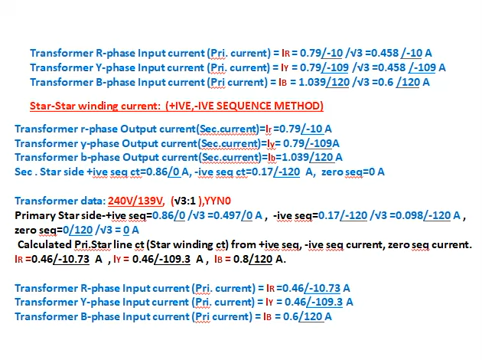 Transformer R-phase Input current (Pri. current) = IR = 0.79/-10 /√3 =0.458 /-10 A
Transformer Y-phase Input current (Pri. current) = IY = 0.79/-109 /√3 =0.458 /-109 A
Transformer B-phase Input current (Pri current) = IB = 1.039/120 /√3 =0.6 /120 A
Star-Star winding current: (+IVE,-IVE SEQUENCE METHOD)
Transformer r-phase Output current(Sec.current)=Ir =0.79/-10 A
Transformer y-phase Output current(Sec.current)=Iy= 0.79/-109A
Transformer b-phase Output current(Sec.current)=Ib=1.039/120 A
Sec . Star side +ive seq ct=0.86/0 A, -ive seq ct=0.17/-120 A, zero seq=0 A
Transformer data: 240V/139V, (√3:1 ),YYN0
Primary Star side-+ive seq=0.86/0 /√3 =0.497/0 A , -ive seq=0.17/-120 /√3 =0.098/-120 A ,
zero seq=0/120 /√3 = 0 A
Calculated Pri.Star line ct (Star winding ct) from +ive seq, -ive seq current, zero seq current.
IR =0.46/-10.73 A , IY = 0.46/-109.3 A , IB = 0.8/120 A.
Transformer R-phase Input current (Pri. current) = IR =0.46/-10.73 A
Transformer Y-phase Input current (Pri. current) = IY = 0.46/-109.3 A
Transformer B-phase Input current (Pri current) = IB = 0.6/120 A